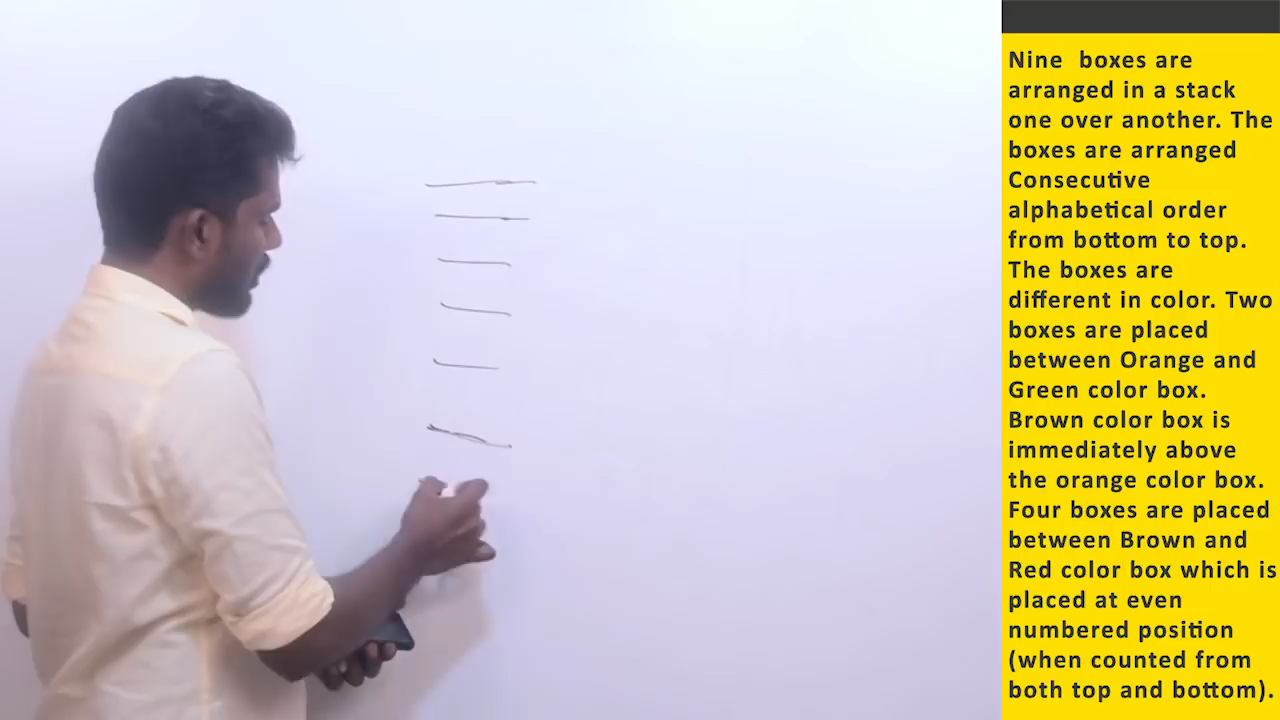 Nine boxes are
arranged in a stack
one over another. The
boxes are arranged
Consecutive
alphabetical order
from bottom to top.
The boxes are
different in color. Two
boxes are placed
between Orange and
Green color box.
Brown color box is
immediately above
the orange color box.
Four boxes are placed
between Brown and
Red color box which is
placed at even
numbered position
(when counted from
both top and bottom).